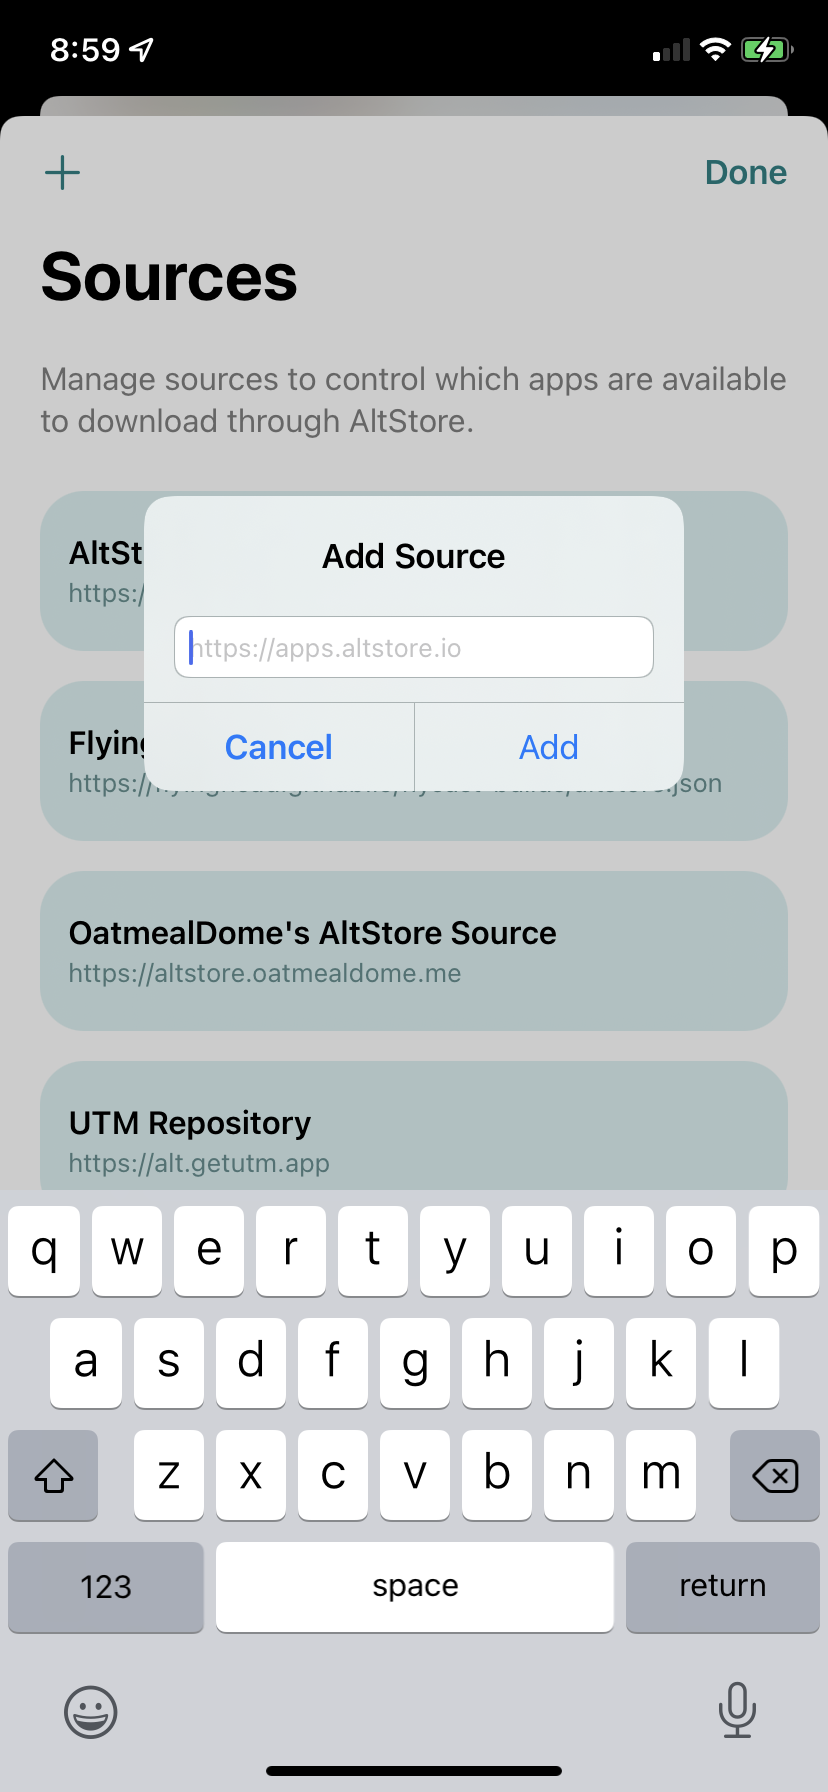 8:59
Done
Sources
Manage sources to control which apps are available
to download through AltStore.
AltSt
https:/
Add Source
https://apps.altstore.io
Cancel
Add
Flying
https://
.json
OatmealDome's AltStore Source
https://altstore.oatmealdome.me
UTM Repository
https://alt.getutm.app
q w e r t y u i o p
a s d f g h j k l
z x c v b n m
123 space return